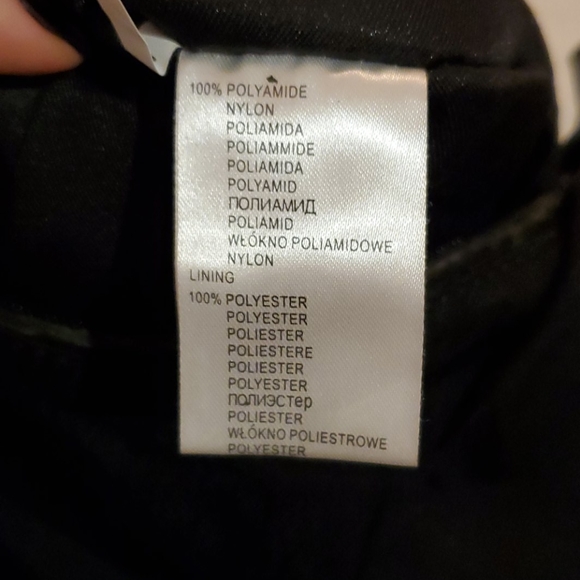 100% POLYAMIDE
NYLON
POLIAMIDA
POLIAMMIDE
POLIAMIDA
POLYAMID
ПОЛИАМИД
POLIAMID
WŁÓKNO POLIAMIDOWE
NYLON
LINING
100% POLYESTER
POLYESTER
POLIESTER
POLIESTERE
POLIESTER
POLYESTER
ПОЛИЭСТер
POLIESTER
WŁÓKNO POLIESTROWE
POLYESTER